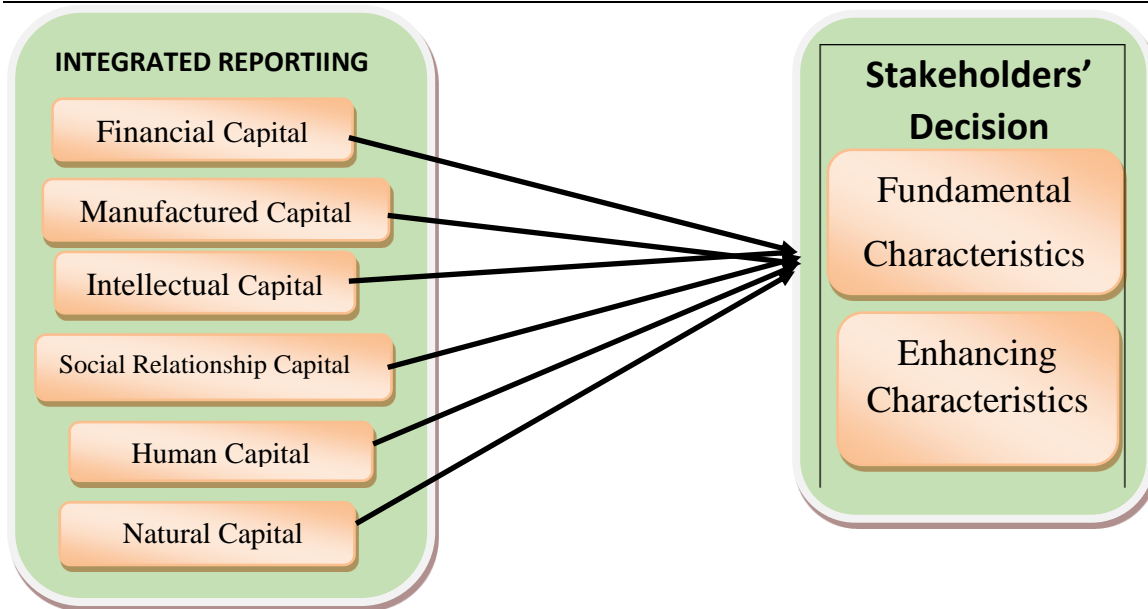 INTEGRATED REPORTIING
Financial Capital
Manufactured Capital
Intellectual Capital
Social Relationship Capital
Human Capital
Natural Capital
Stakeholders’
Decision
Fundamental
Characteristics
Enhancing
Characteristics